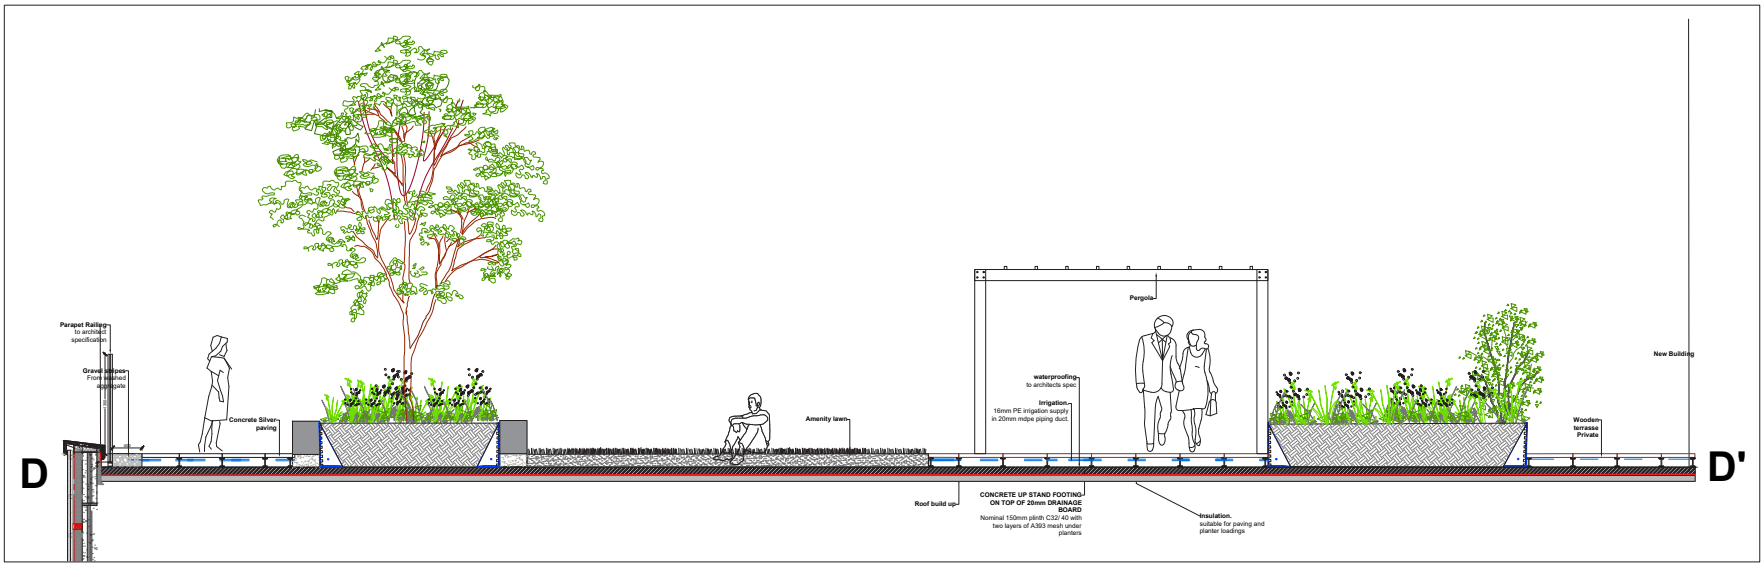 Parapet Railing
to architect
specification
Gravel stripes
From washed
aggregate
Concrete Silver
paving
Amenity lawn
Pergola
waterproofing
to architects spec
Irrigation.
16mm PE irrigation supply
in 20mm mdpe piping duct.
New Building
Wooden
terrasse
Private
D
D'
Roof build up
CONCRETE UP STAND FOOTING
ON TOP OF 20mm DRAINAGE
BOARD
Nominal 150mm plinth C32/ 40 with
two layers of A393 mesh under
planters
Insulation.
suitable for paving and
planter loadings